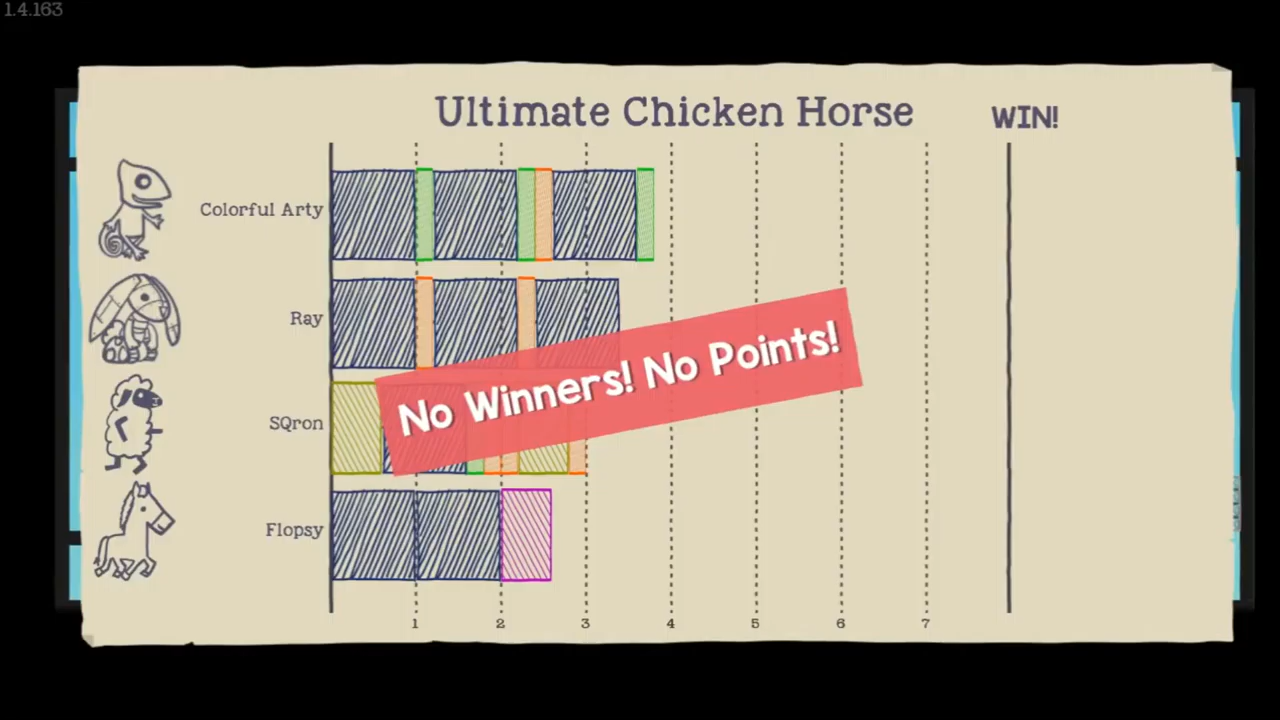 1.4.163
Ultimate Chicken Horse
WIN!
Colorful Arty
Ray
No Winners! No Points!
SQron
Flopsy
1 2 3 4 5 6 7